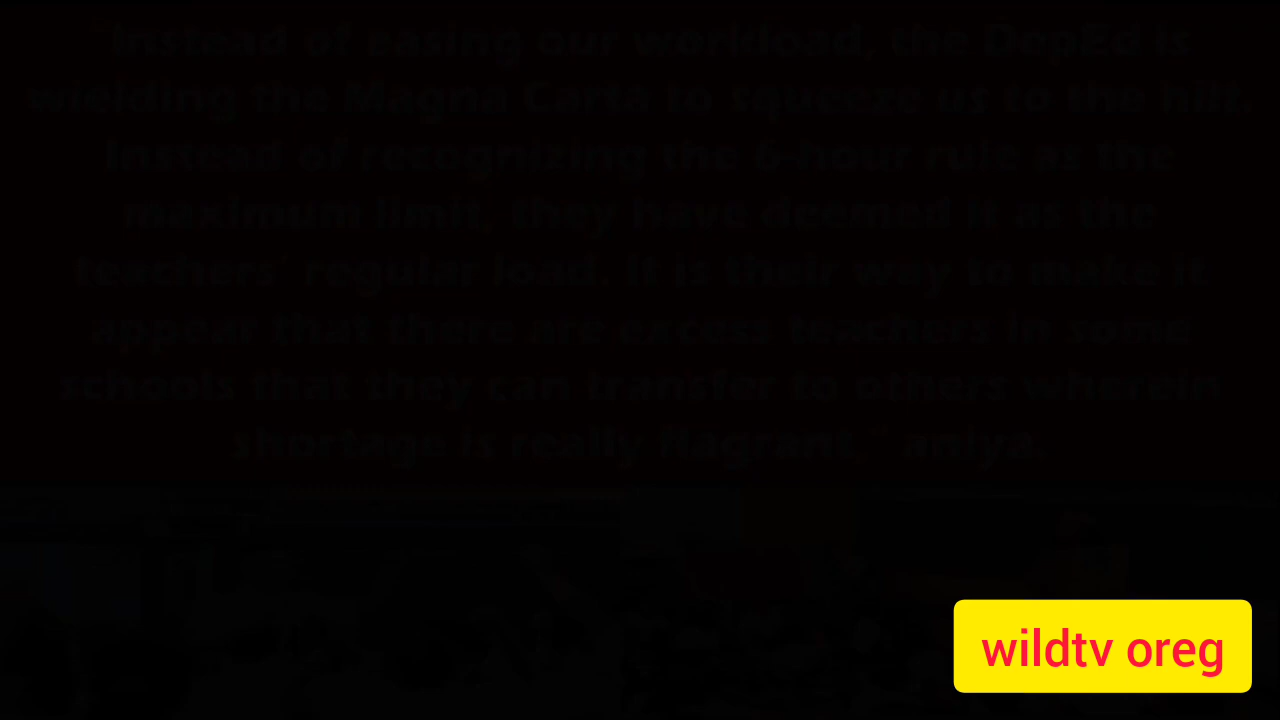 "Instead of easing our workload, the DepEd is
wielding the Magna Carta to squeeze us to the hilt.
Instead of recognizing the 6-hour rule as the
maximum limit, they have deemed it as the
teachers' regular load. It is their way to make it
appear that there are excess teachers in some
schools that they can transfer to others wherein
shortage is really flagrant," aniya.
wildtv oreg